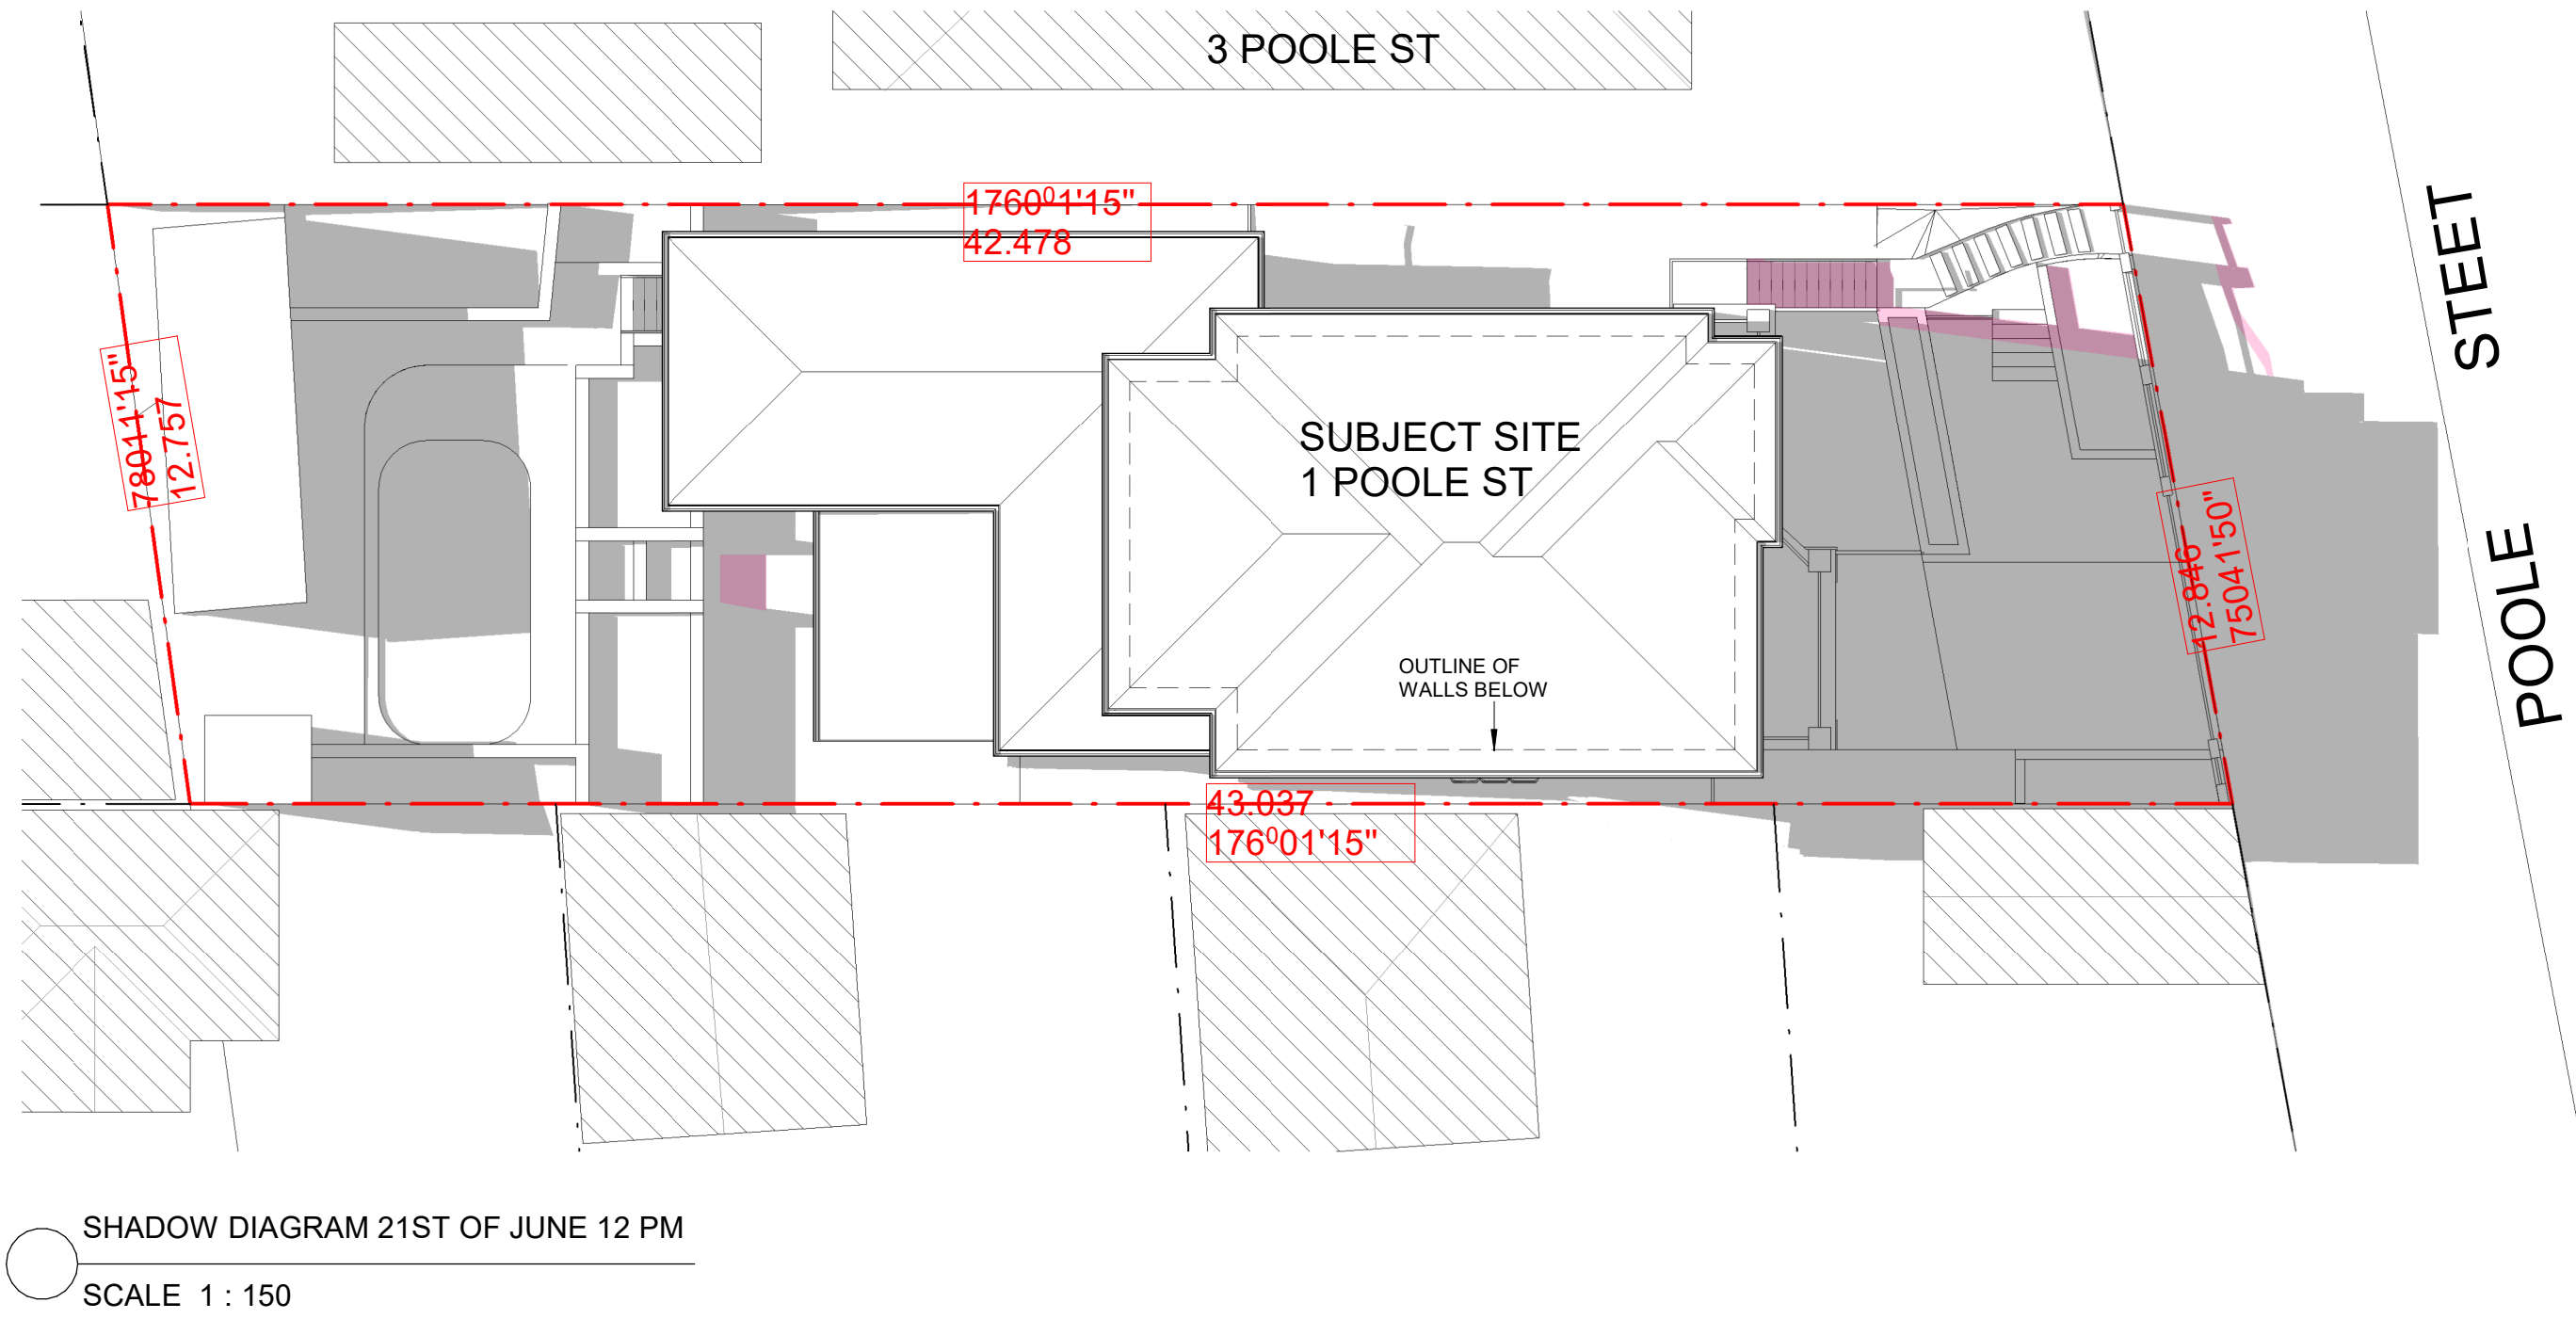 3 POOLE ST
1760⁰1'15"
42.478
STEET
POOLE
78011'15"
12.757
SUBJECT SITE
1 POOLE ST
12.846
75041'50"
OUTLINE OF
WALLS BELOW
43.037
176⁰01'15"
SHADOW DIAGRAM 21ST OF JUNE 12 PM
SCALE 1 : 150